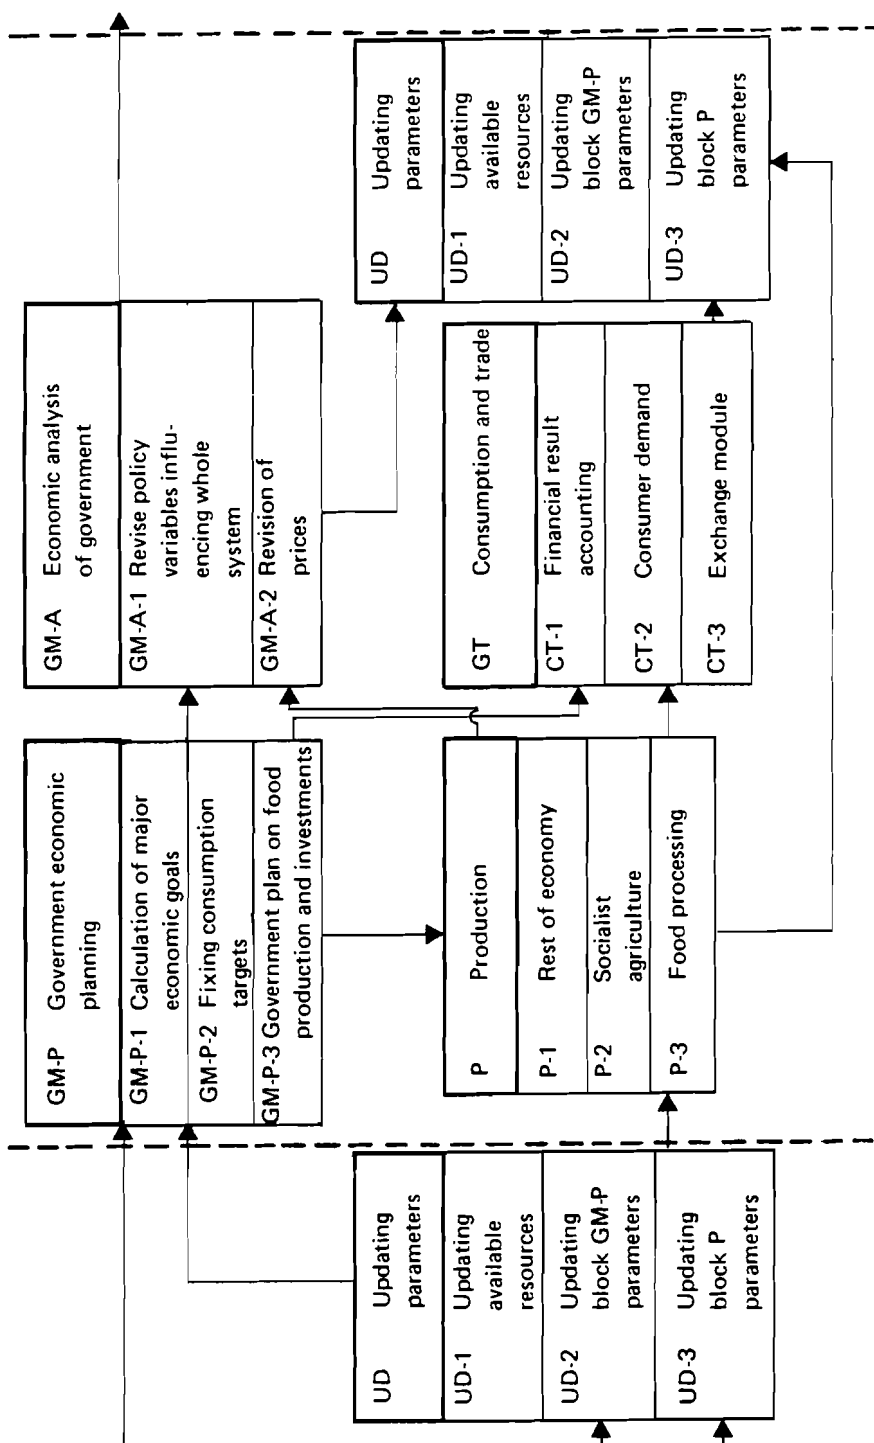 GM-P Government economic
planning
GM-P-1 Calculation of major
economic goals
GM-P-2 Fixing consumption
targets
GM-P-3 Government plan on food
production and investments
GM-A Economic analysis
of government
GM-A-1 Revise policy
variables influ-
encing whole
system
GM-A-2 Revision of
prices
UD Updating
parameters
UD-1 Updating
available
resources
UD-2 Updating
block GM-P
parameters
UD-3 Updating
block P
parameters
P Production
P-1 Rest of economy
P-2 Socialist
agriculture
P-3 Food processing
GT Consumption and trade
CT-1 Financial result
accounting
CT-2 Consumer demand
CT-3 Exchange module
UD Updating
parameters
UD-1 Updating
available
resources
UD-2 Updating
block GM-P
parameters
UD-3 Updating
block P
parameters